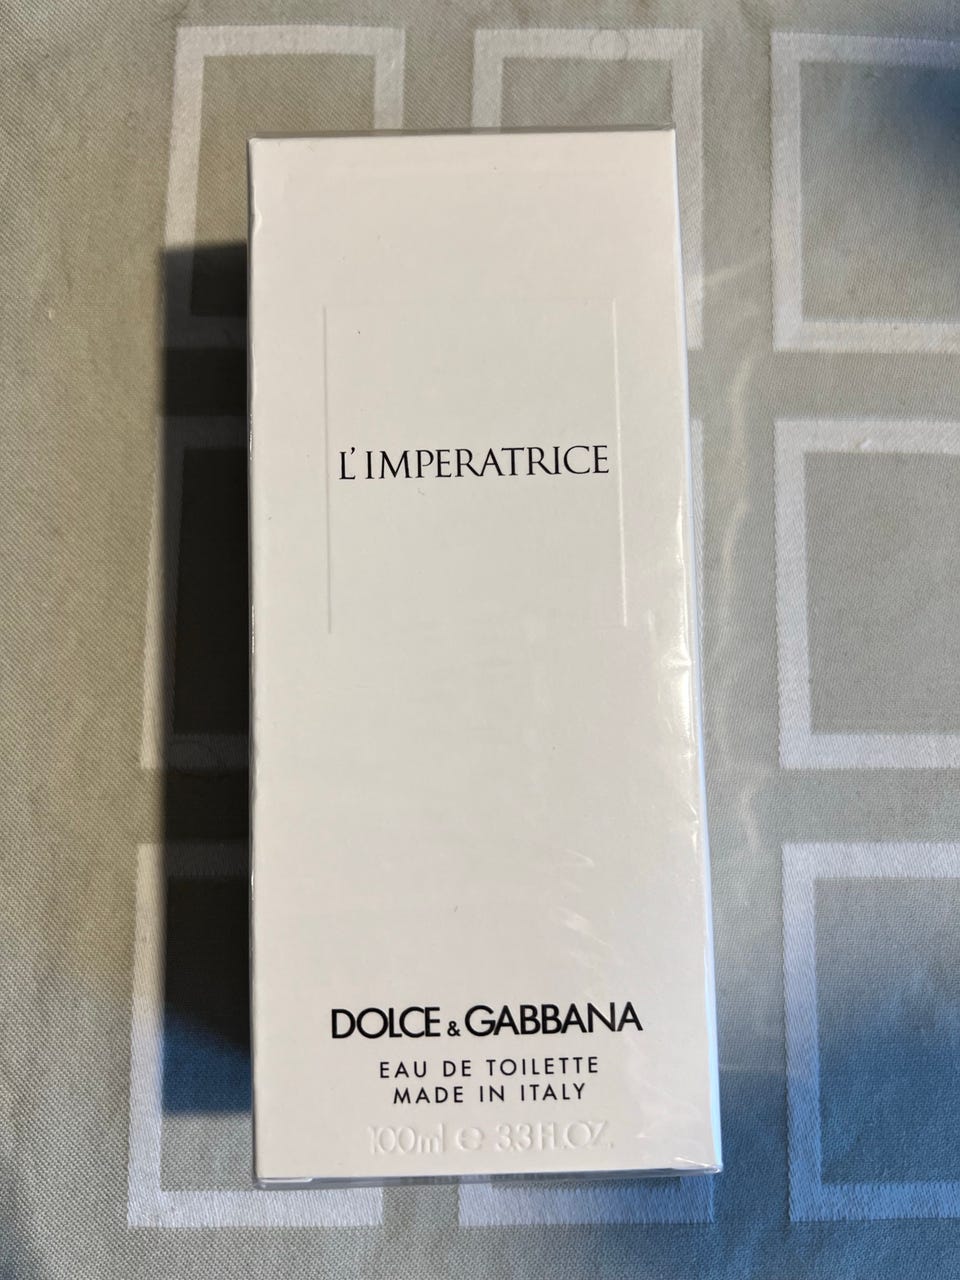 L'IMPERATRICE
DOLCE & GABBANA
EAU DE TOILETTE
MADE IN ITALY
100ml e 3.3 FL.OZ.